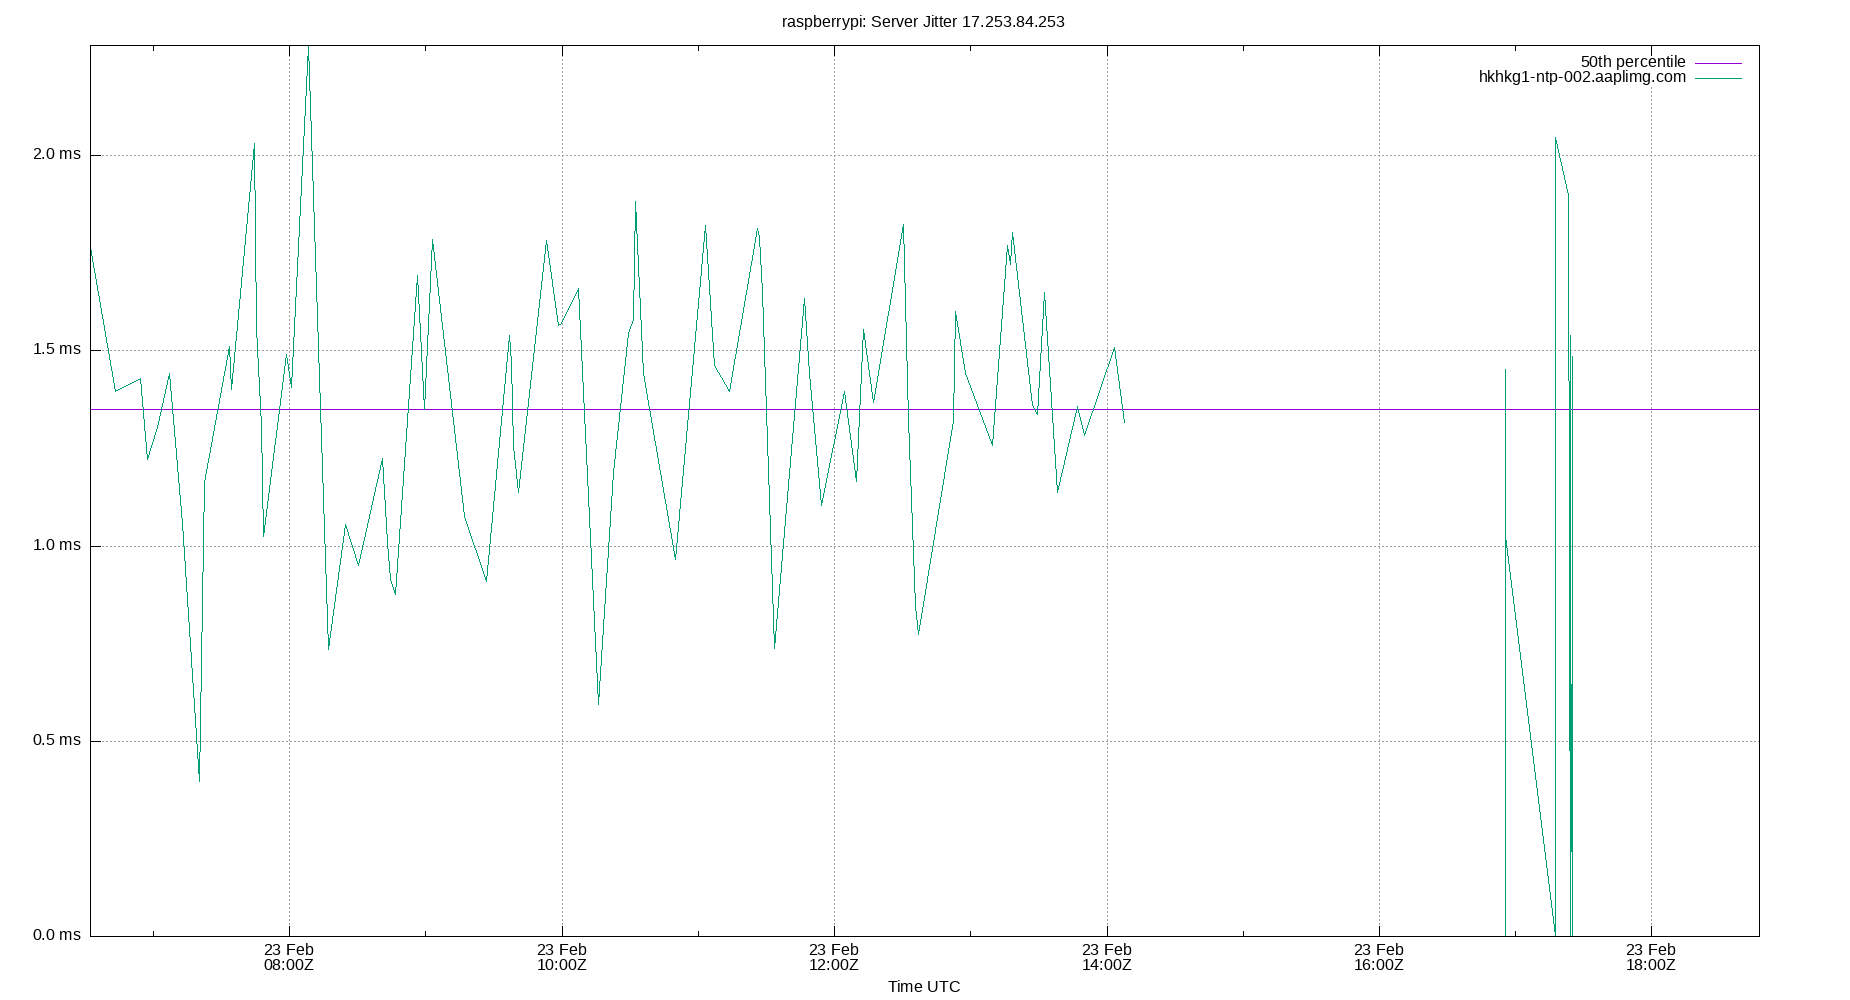 raspberrypi: Server Jitter 17.253.84.253
50th percentile
hkhkg1-ntp-002.aaplimg.com
2.0 ms
1.5 ms
1.0 ms
0.5 ms
0.0 ms
23 Feb 23 Feb 23 Feb 23 Feb 23 Feb 23 Feb
08:00Z 10:00Z 12:00Z 14:00Z 16:00Z 18:00Z
Time UTC